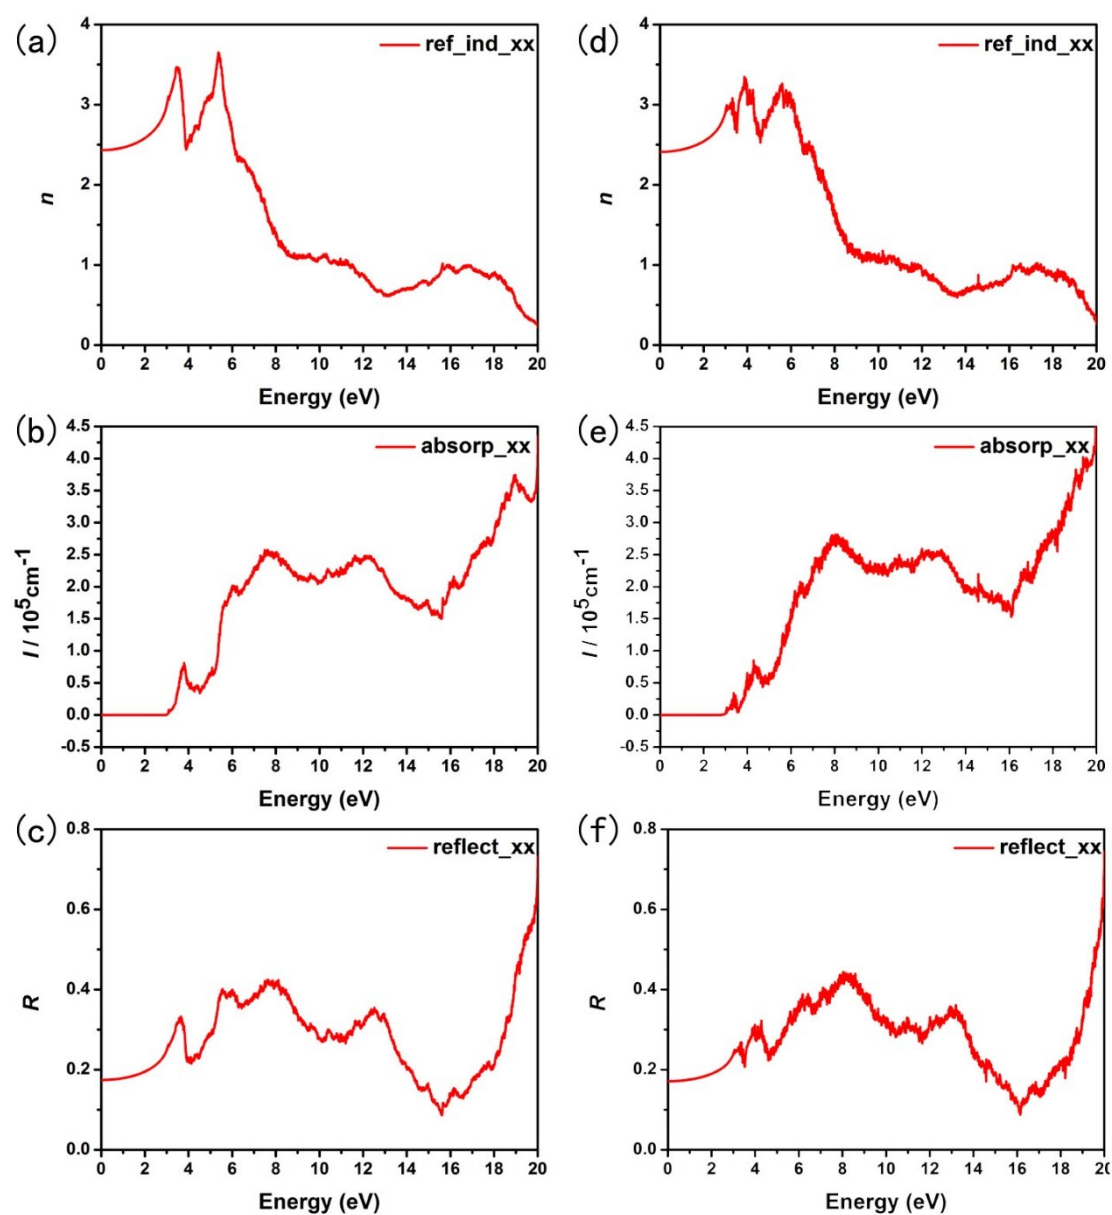 (a)
ref_ind_xx
4
3
2
1
0
n
0 2 4 6 8 10 12 14 16 18 20
Energy (eV)
(d)
ref_ind_xx
4
3
2
1
0
n
0 2 4 6 8 10 12 14 16 18 20
Energy (eV)
(b)
absorp_xx
4.5
4.0
3.5
3.0
2.5
2.0
1.5
1.0
0.5
0.0
-0.5
I / 10⁵cm⁻¹
0 2 4 6 8 10 12 14 16 18 20
Energy (eV)
(e)
absorp_xx
4.5
4.0
3.5
3.0
2.5
2.0
1.5
1.0
0.5
0.0
-0.5
I / 10⁵cm⁻¹
0 2 4 6 8 10 12 14 16 18 20
Energy (eV)
(c)
reflect_xx
0.8
0.6
0.4
0.2
0.0
R
0 2 4 6 8 10 12 14 16 18 20
Energy (eV)
(f)
reflect_xx
0.8
0.6
0.4
0.2
0.0
R
0 2 4 6 8 10 12 14 16 18 20
Energy (eV)